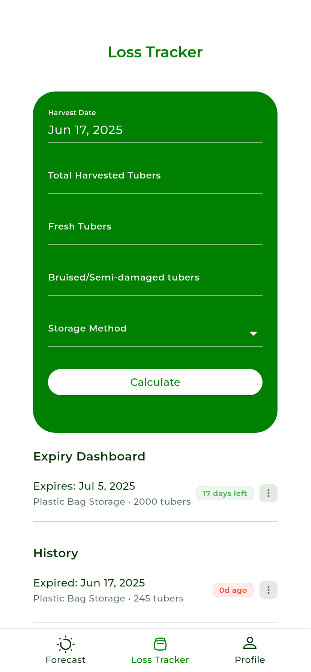 Loss Tracker
Harvest Date
Jun 17, 2025
Total Harvested Tubers
Fresh Tubers
Bruised/Semi-damaged tubers
Storage Method
Calculate
Expiry Dashboard
Expires: Jul 5, 2025
Plastic Bag Storage • 2000 tubers
17 days left
History
Expired: Jun 17, 2025
Plastic Bag Storage • 245 tubers
0d ago
Forecast
Loss Tracker
Profile